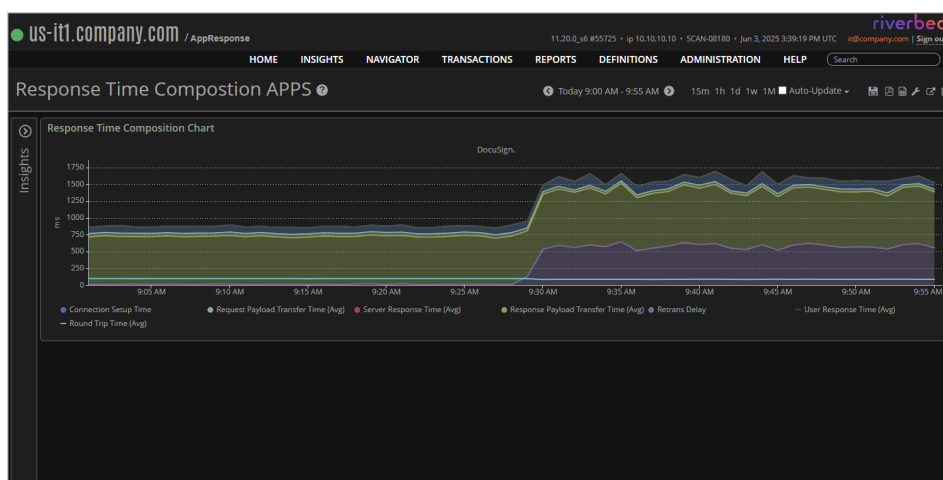 riverbed
us-it1.company.com / AppResponse
11.20.0_s6 #55725 • ip 10.10.10.10 • SCAN-08180 • Jun 3, 2025 3:39:19 PM UTC it@company.com | Sign ou
HOME INSIGHTS NAVIGATOR TRANSACTIONS REPORTS DEFINITIONS ADMINISTRATION HELP Search
Response Time Compostion APPS
Today 9:00 AM - 9:55 AM 15m 1h 1d 1w 1M Auto-Update
Insights
Response Time Composition Chart
DocuSign.
1750
1500
1250
1000
750
500
250
0
ms
9:05 AM 9:10 AM 9:15 AM 9:20 AM 9:25 AM 9:30 AM 9:35 AM 9:40 AM 9:45 AM 9:50 AM 9:55 AM
Connection Setup Time Request Payload Transfer Time (Avg) Server Response Time (Avg) Response Payload Transfer Time (Avg) Retrans Delay User Response Time (Avg)
Round Trip Time (Avg)